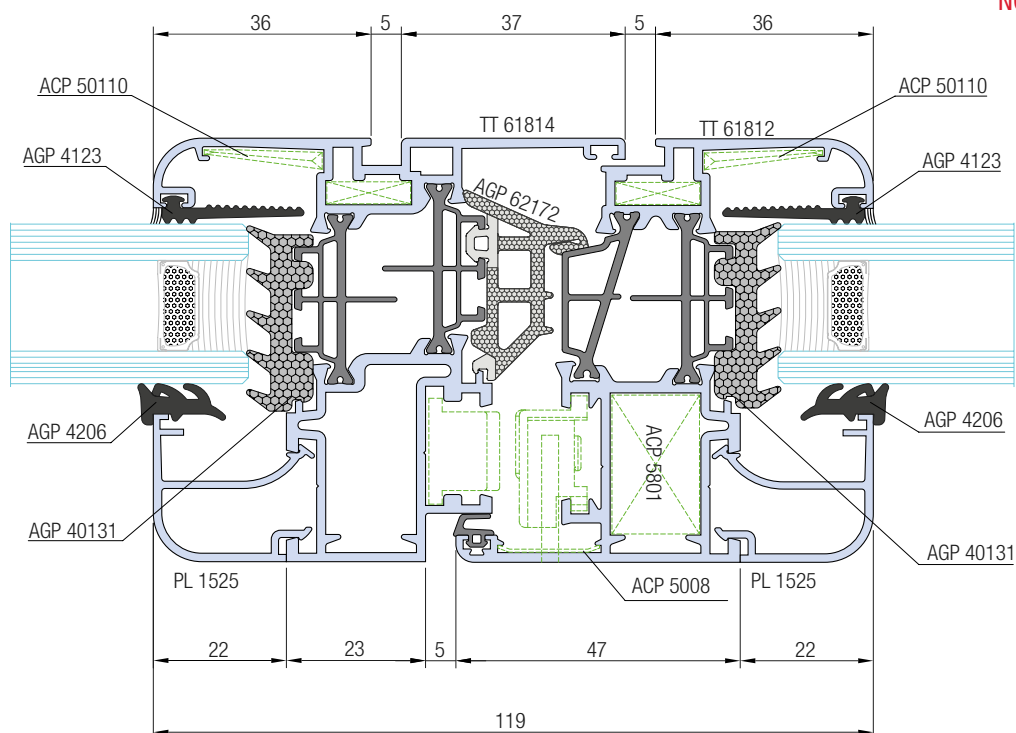 NO
36 5 37 5 36
ACP 50110
ACP 50110
TT 61814
TT 61812
AGP 4123
AGP 4123
AGP 62172
AGP 4206
AGP 4206
ACP 5801
AGP 40131
AGP 40131
PL 1525
ACP 5008
PL 1525
22 23 5 47 22
119